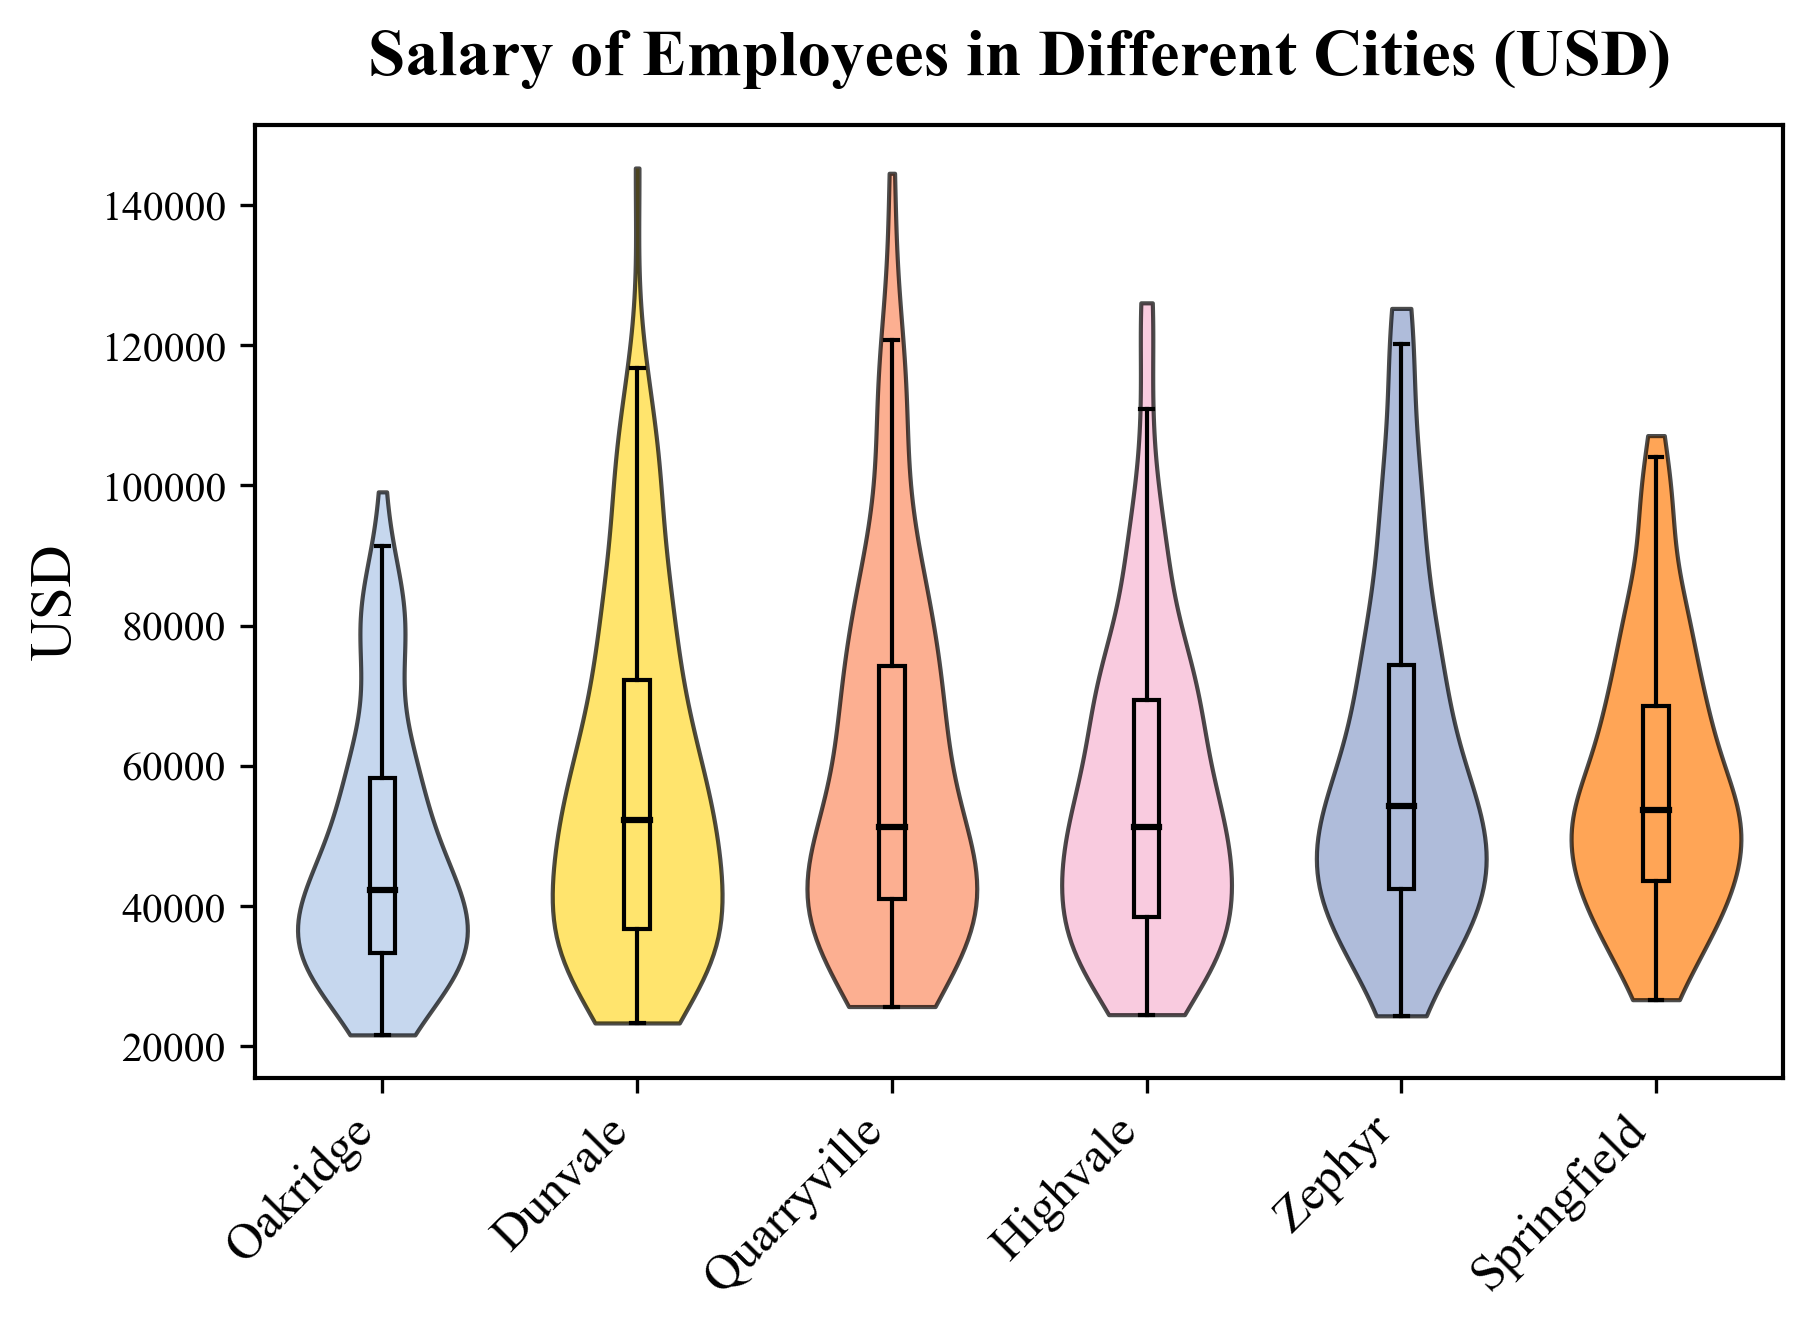 Salary of Employees in Different Cities (USD)
140000
120000
100000
80000
60000
40000
20000
USD
Oakridge
Dunvale
Quarryville
Highvale
Zephyr
Springfield